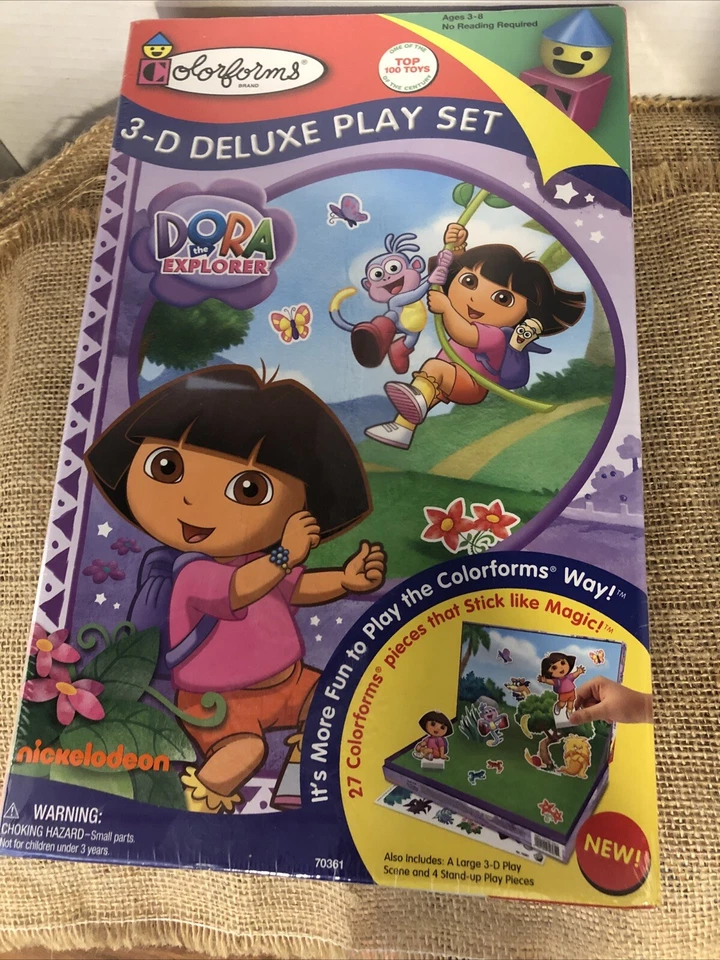 Colorforms®
BRAND
Ages 3-8
No Reading Required
ONE OF THE
TOP
100 TOYS
OF THE CENTURY
3-D DELUXE PLAY SET
DORA
the
EXPLORER
It's More Fun to Play the Colorforms® Way!™
27 Colorforms® pieces that Stick like Magic!™
nickelodeon
WARNING:
CHOKING HAZARD–Small parts.
Not for children under 3 years.
70361
Also Includes: A Large 3-D Play
Scene and 4 Stand-up Play Pieces
NEW!